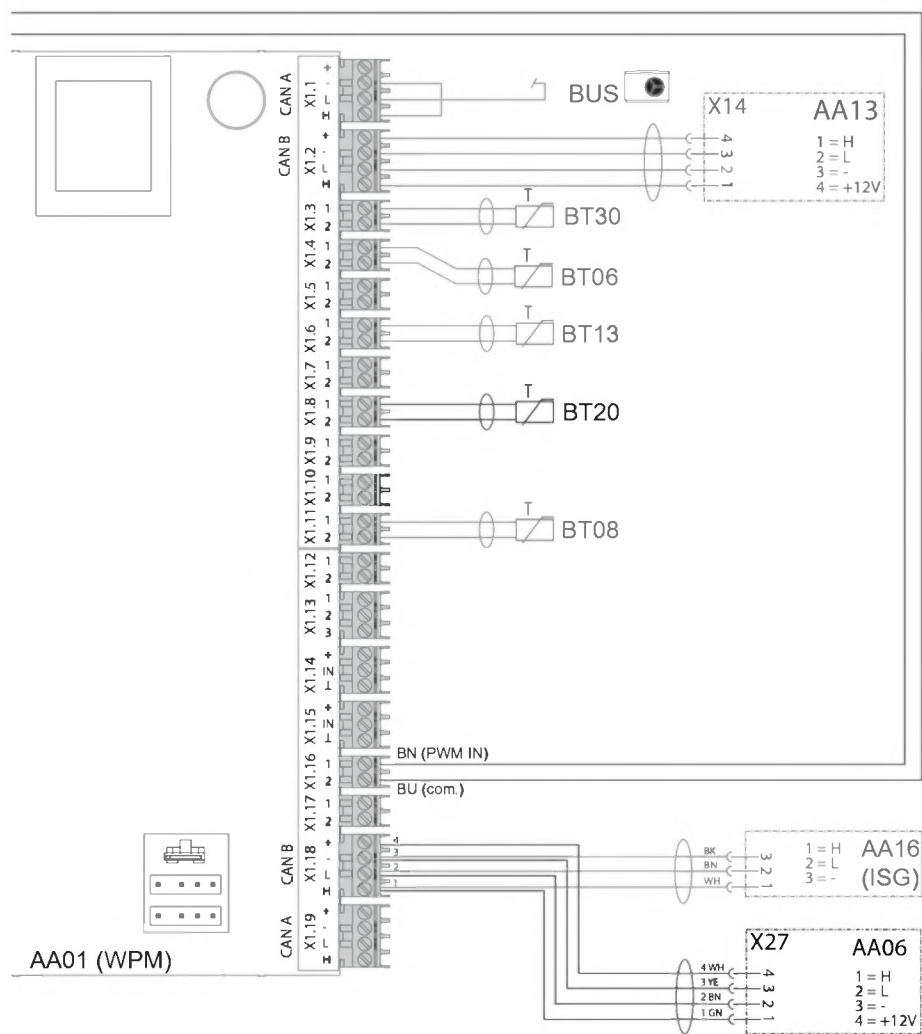 CAN A
X1.1
+
-
L
H
BUS
CAN B
X1.2
+
-
L
H
X14
AA13
4
3
2
1
1 = H
2 = L
3 = -
4 = +12V
X1.3
1
2
T
BT30
X1.4
1
2
T
BT06
X1.5
1
2
X1.6
1
2
T
BT13
X1.7
1
2
X1.8
1
2
T
BT20
X1.9
1
2
X1.10
1
2
X1.11
1
2
T
BT08
X1.12
1
2
X1.13
1
2
3
X1.14
+
IN
⊥
X1.15
+
IN
⊥
X1.16
1
2
BN (PWM IN)
BU (com.)
X1.17
1
2
CAN B
X1.18
+
-
L
H
4
3
2
1
BK
BN
WH
3
2
1
1 = H
2 = L
3 = -
AA16
(ISG)
CAN A
X1.19
+
-
L
H
AA01 (WPM)
X27
AA06
4 WH
3 YE
2 BN
1 GN
4
3
2
1
1 = H
2 = L
3 = -
4 = +12V